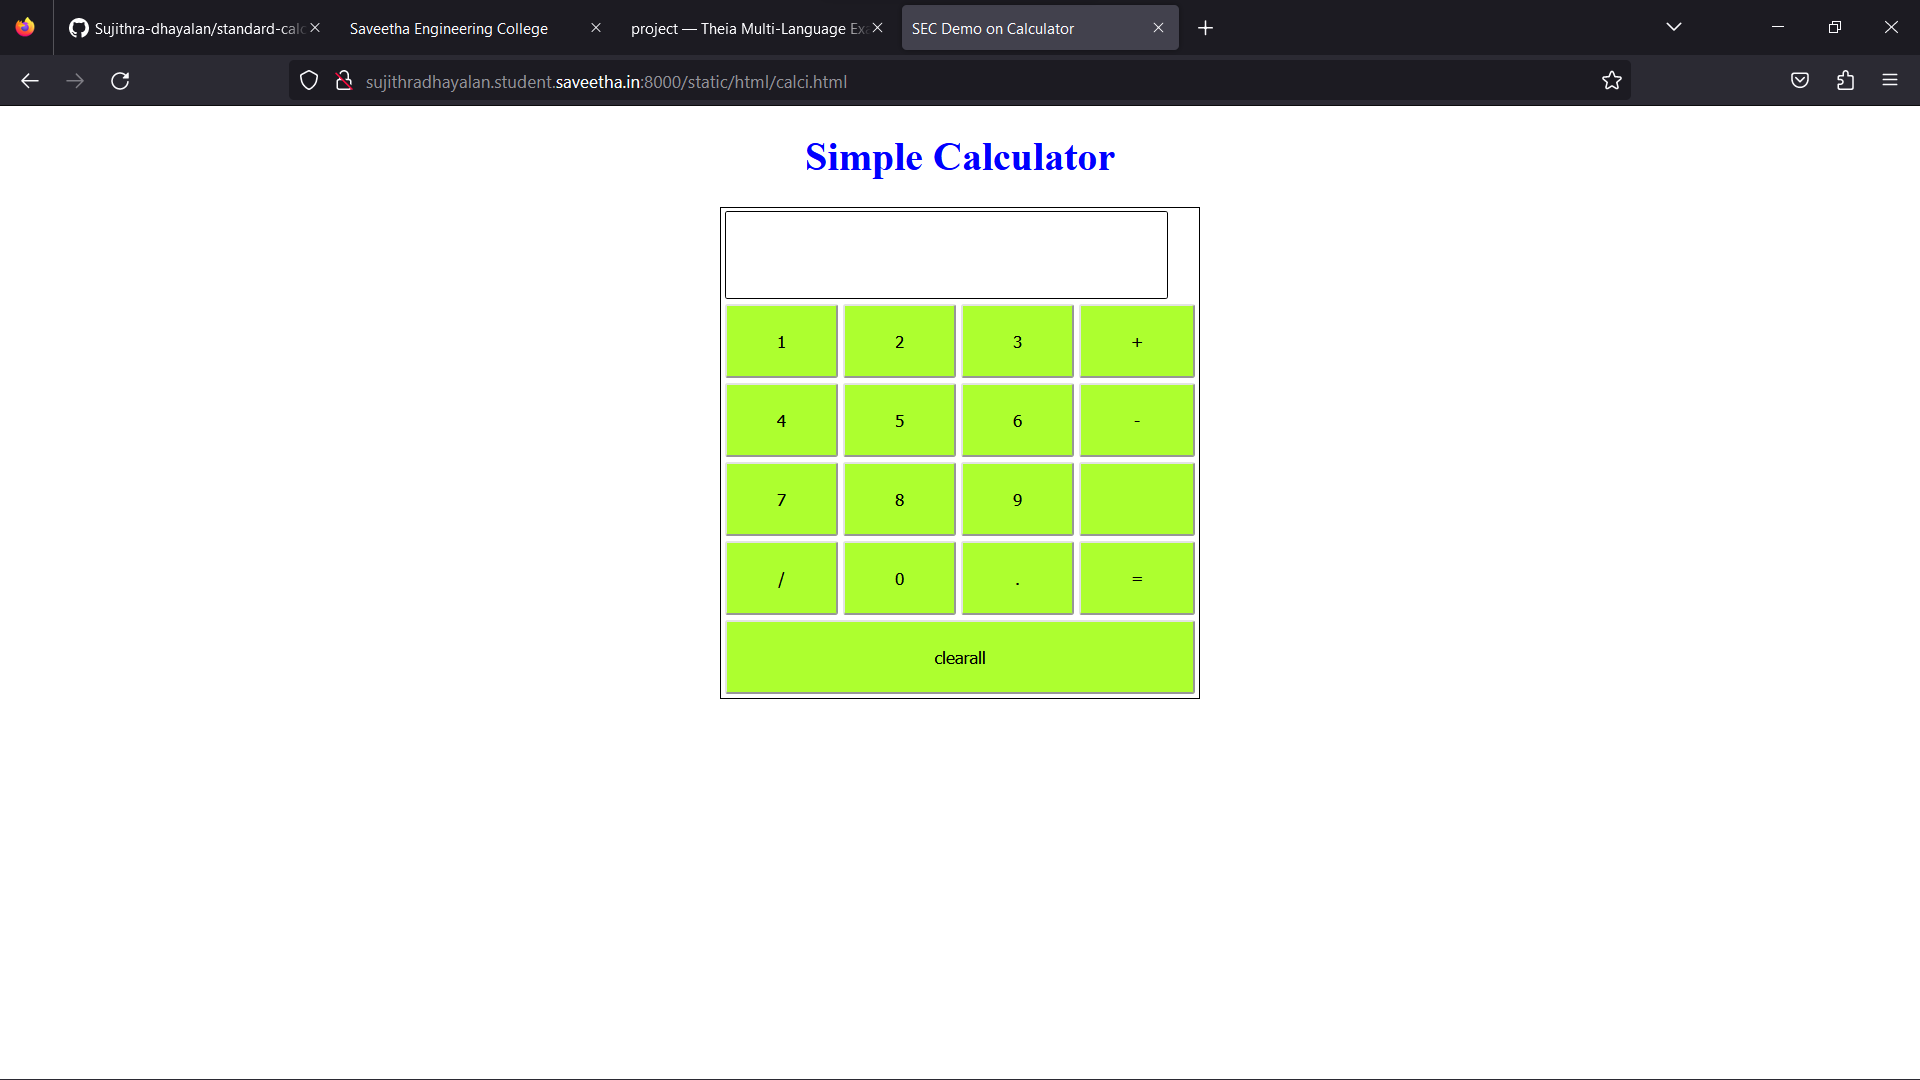 Sujithra-dhayalan/standard-calc
Saveetha Engineering College
project — Theia Multi-Language Exa
SEC Demo on Calculator
sujithradhayalan.student.saveetha.in:8000/static/html/calci.html
Simple Calculator
1 2 3 +
4 5 6 -
7 8 9
/ 0 . =
clearall